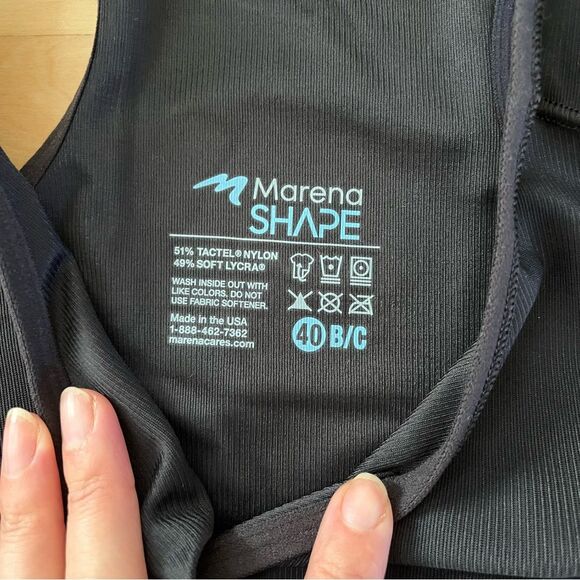 Marena
SHAPE
51% TACTEL® NYLON
49% SOFT LYCRA®
WASH INSIDE OUT WITH
LIKE COLORS. DO NOT
USE FABRIC SOFTENER.
Made in the USA
1-888-462-7362
marenacares.com
40 B/C